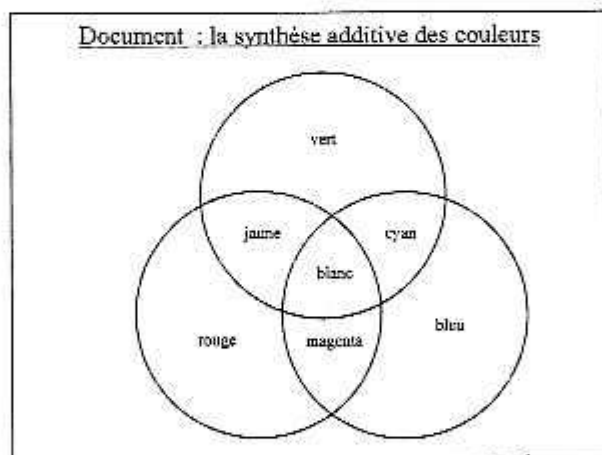 Document : la synthèse additive des couleurs
vert
jaune
cyan
blanc
rouge
magenta
bleu